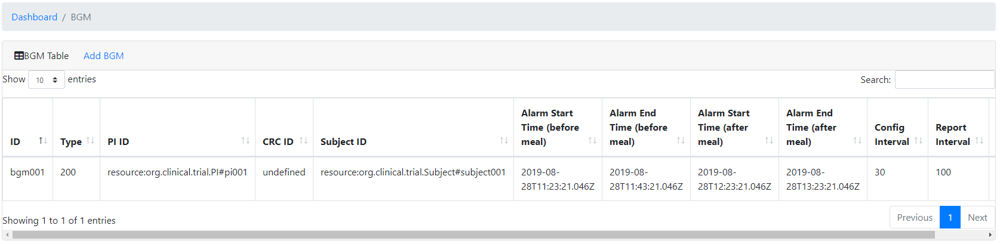 Dashboard / BGM
BGM Table Add BGM
Show 10 entries Search:
Alarm Start Alarm End Alarm Start Alarm End
Time (before Time (before Time (after Time (after Config Report
ID Type PI ID CRC ID Subject ID meal) meal) meal) meal) Interval Interval
bgm001 200 resource:org.clinical.trial.PI#pi001 undefined resource:org.clinical.trial.Subject#subject001 2019-08- 2019-08- 2019-08- 2019-08- 30 100
28T11:23:21.046Z 28T11:43:21.046Z 28T12:23:21.046Z 28T13:23:21.046Z
Showing 1 to 1 of 1 entries Previous 1 Next